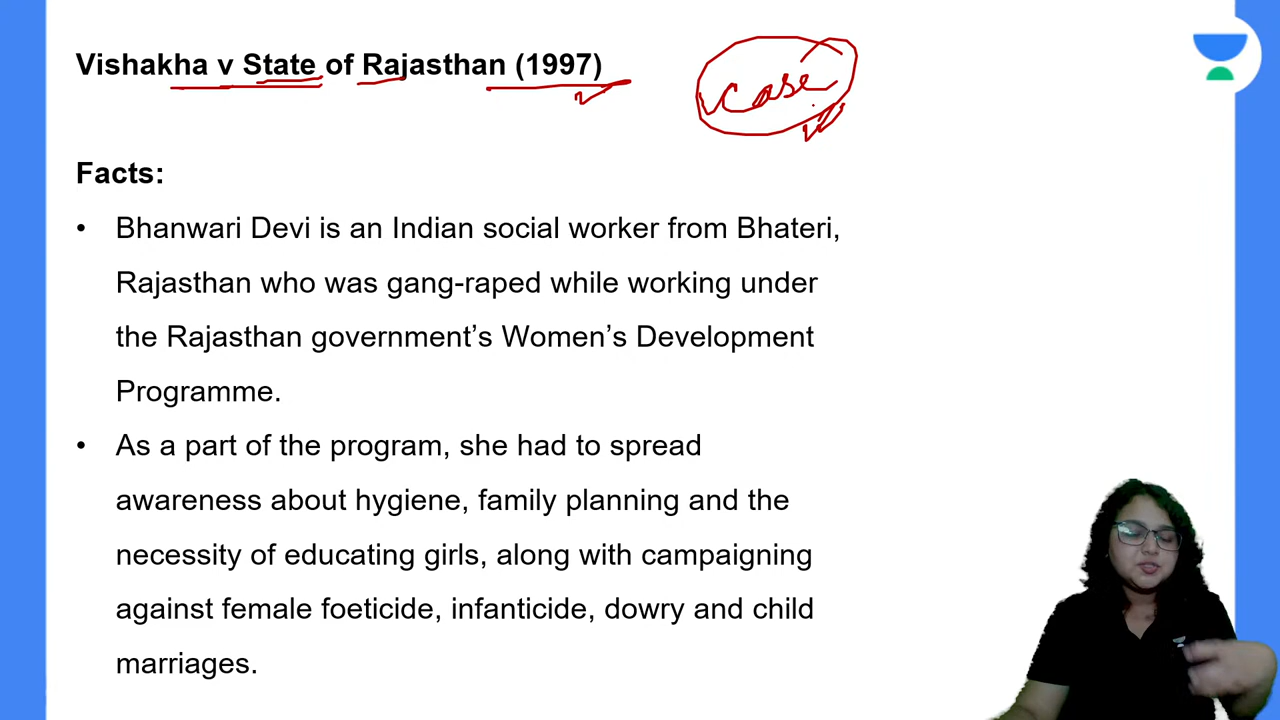 Vishakha v State of Rajasthan (1997)
case
Facts:
• Bhanwari Devi is an Indian social worker from Bhateri,
Rajasthan who was gang-raped while working under
the Rajasthan government’s Women’s Development
Programme.
• As a part of the program, she had to spread
awareness about hygiene, family planning and the
necessity of educating girls, along with campaigning
against female foeticide, infanticide, dowry and child
marriages.